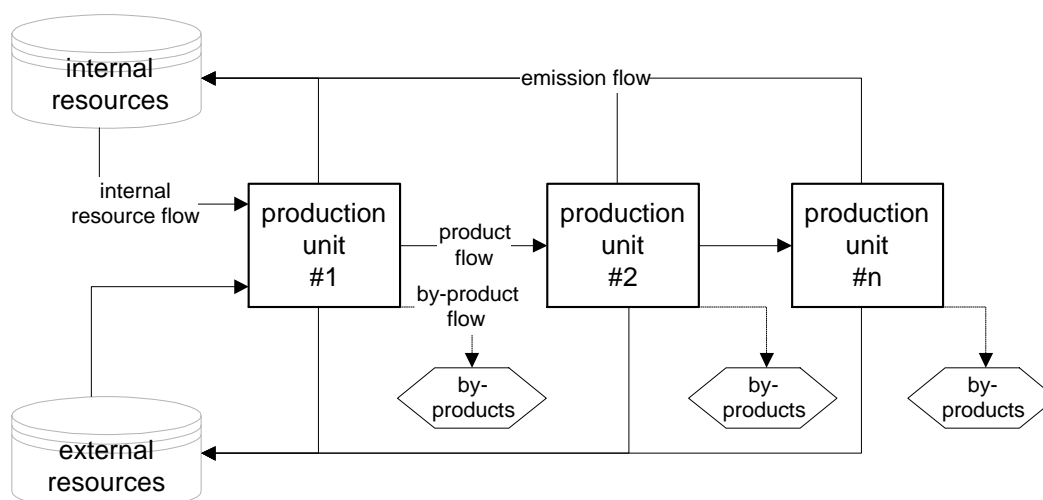 internal
resources
emission flow
internal
resource flow
production
unit
#1
product
flow
production
unit
#2
production
unit
#n
by-product
flow
by-
products
by-
products
by-
products
external
resources